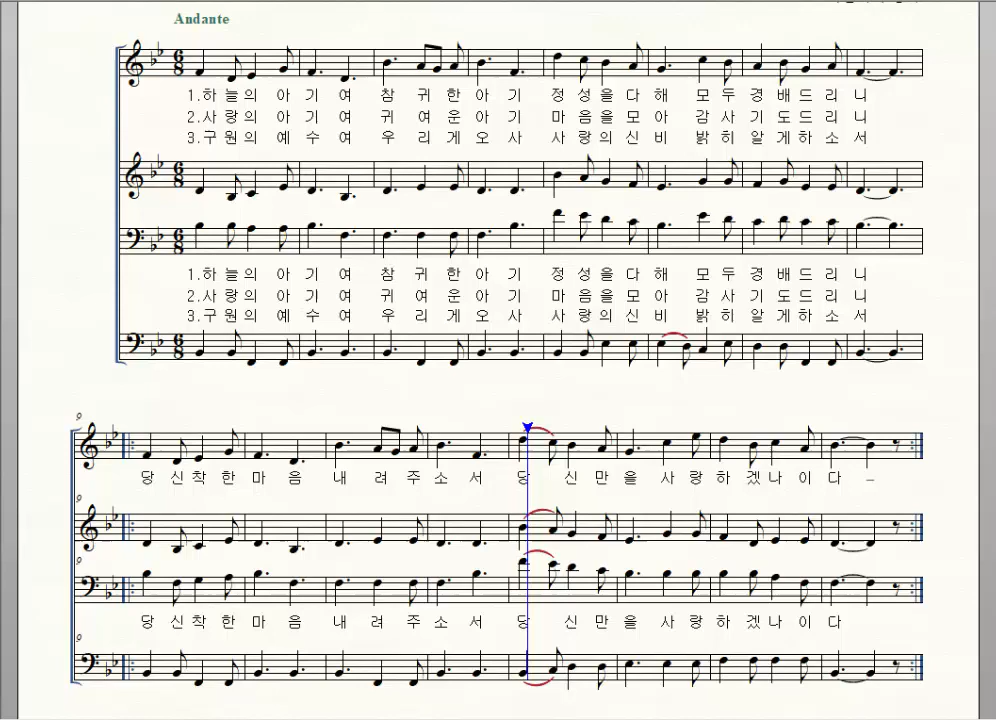 Andante
1.하 늘 의 아 기 여 참 귀 한 아 기 정 성 을 다 해 모 두 경 배 드 리 니
2.사 랑 의 아 기 여 귀 여 운 아 기 마 음 을 모 아 감 사 기 도 드 리 니
3.구 원 의 예 수 여 우 리 게 오 사 사 랑 의 신 비 밝 히 알 게 하 소 서
1.하 늘 의 아 기 여 참 귀 한 아 기 정 성 을 다 해 모 두 경 배 드 리 니
2.사 랑 의 아 기 여 귀 여 운 아 기 마 음 을 모 아 감 사 기 도 드 리 니
3.구 원 의 예 수 여 우 리 게 오 사 사 랑 의 신 비 밝 히 알 게 하 소 서
9
당 신 착 한 마 음 내 려 주 소 서 당 신 만 을 사 랑 하 겠 나 이 다 _
9
9
당 신 착 한 마 음 내 려 주 소 서 당 신 만 을 사 랑 하 겠 나 이 다
9